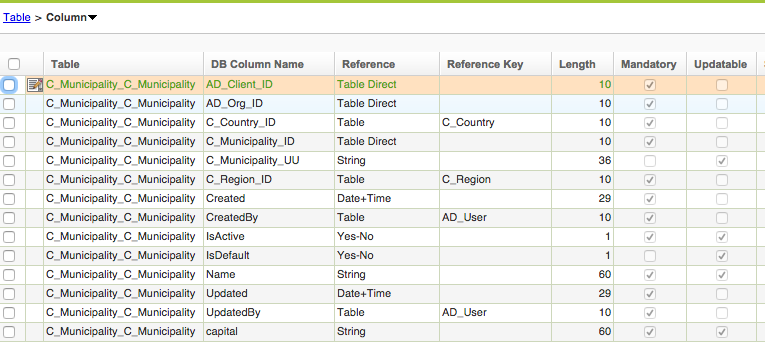 Table > Column
Table DB Column Name Reference Reference Key Length Mandatory Updatable
C_Municipality_C_Municipality AD_Client_ID Table Direct 10
C_Municipality_C_Municipality AD_Org_ID Table Direct 10
C_Municipality_C_Municipality C_Country_ID Table C_Country 10
C_Municipality_C_Municipality C_Municipality_ID Table Direct 10
C_Municipality_C_Municipality C_Municipality_UU String 36
C_Municipality_C_Municipality C_Region_ID Table C_Region 10
C_Municipality_C_Municipality Created Date+Time 29
C_Municipality_C_Municipality CreatedBy Table AD_User 10
C_Municipality_C_Municipality IsActive Yes-No 1
C_Municipality_C_Municipality IsDefault Yes-No 1
C_Municipality_C_Municipality Name String 60
C_Municipality_C_Municipality Updated Date+Time 29
C_Municipality_C_Municipality UpdatedBy Table AD_User 10
C_Municipality_C_Municipality capital String 60